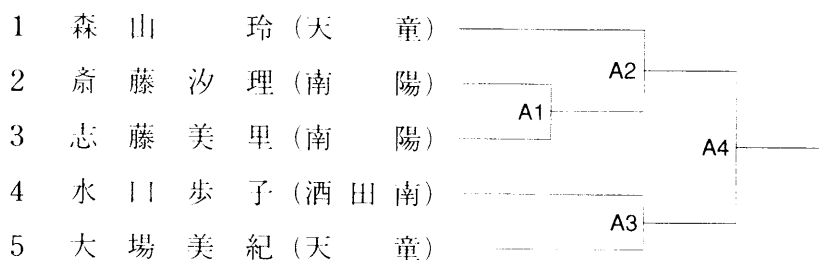 1 森山 玲(天 童)
A2
2 斎藤汐理(南 陽)
A1
3 志藤美里(南 陽)
A4
4 水口歩子(酒田南)
A3
5 大場美紀(天 童)